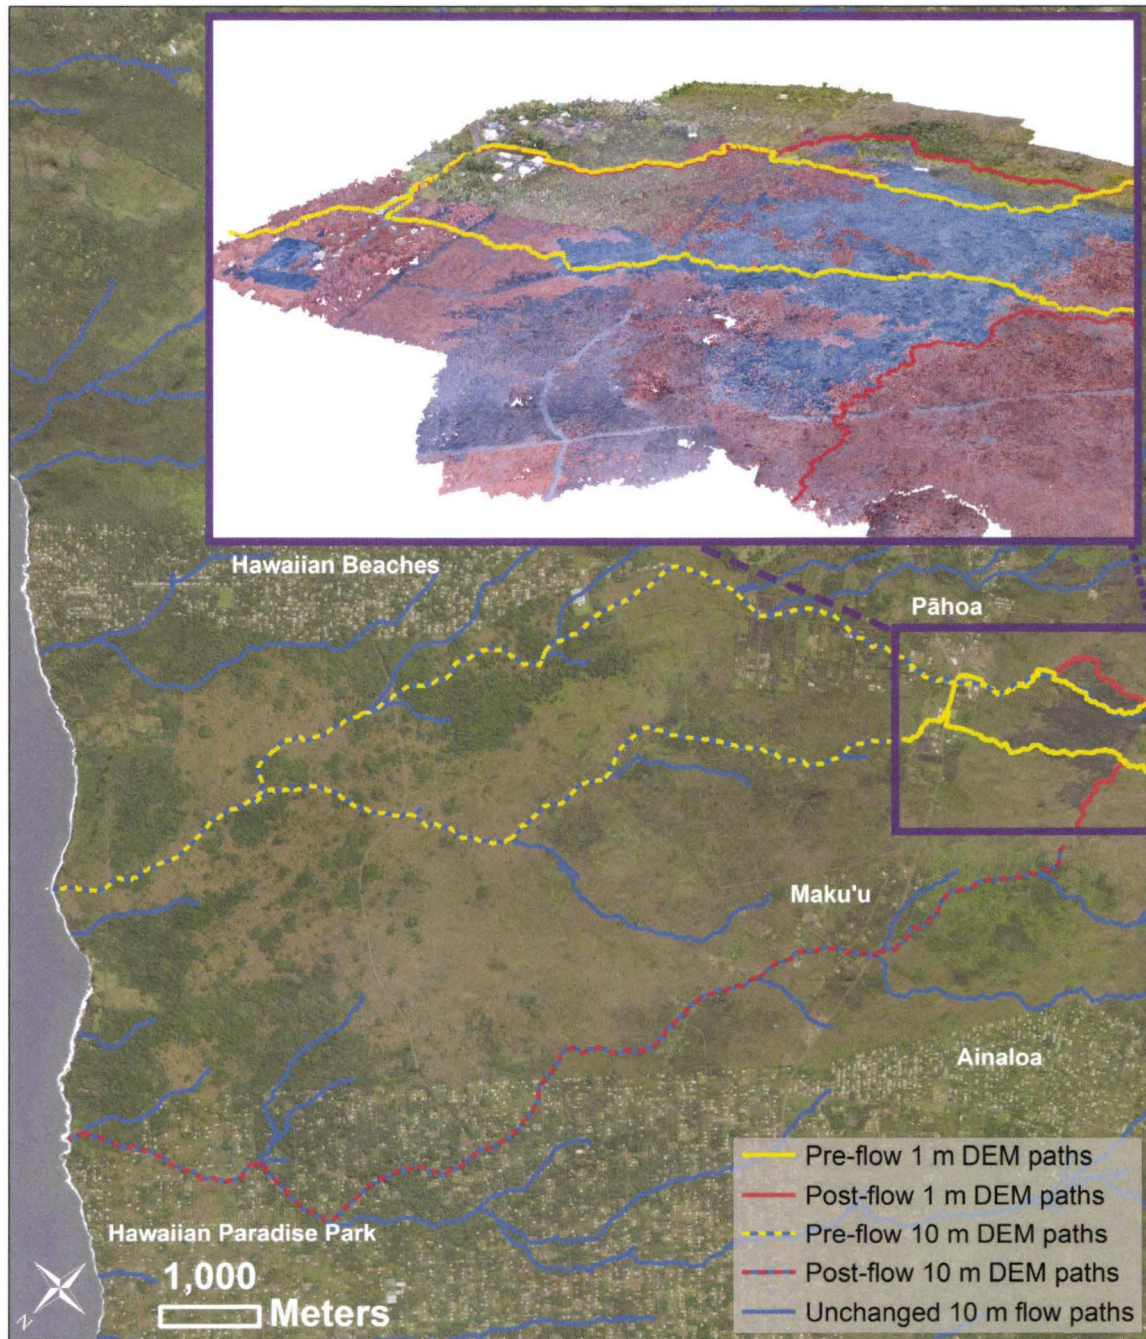 Hawaiian Beaches
Pāhoa
Maku'u
Ainaloa
Hawaiian Paradise Park
N
1,000
Meters
Pre-flow 1 m DEM paths
Post-flow 1 m DEM paths
Pre-flow 10 m DEM paths
Post-flow 10 m DEM paths
Unchanged 10 m flow paths